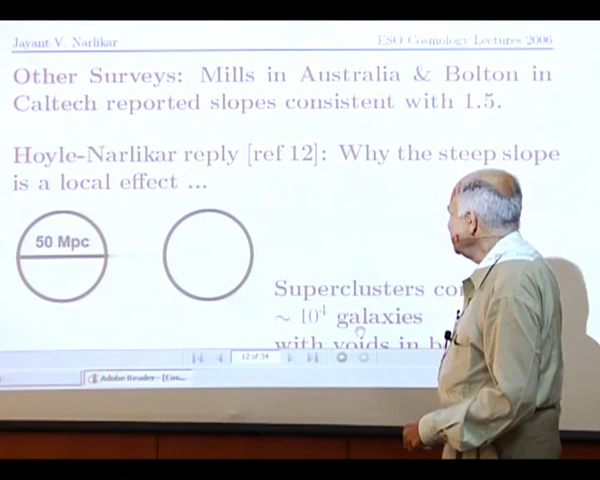 Jayant V. Narlikar
ESO Cosmology Lectures 2006
Other Surveys: Mills in Australia & Bolton in
Caltech reported slopes consistent with 1.5.
Hoyle-Narlikar reply [ref 12]: Why the steep slope
is a local effect ...
50 Mpc
Superclusters
~ 10⁴ galaxies
with voids in
12 of 34
Adobe Reader - [Cos...